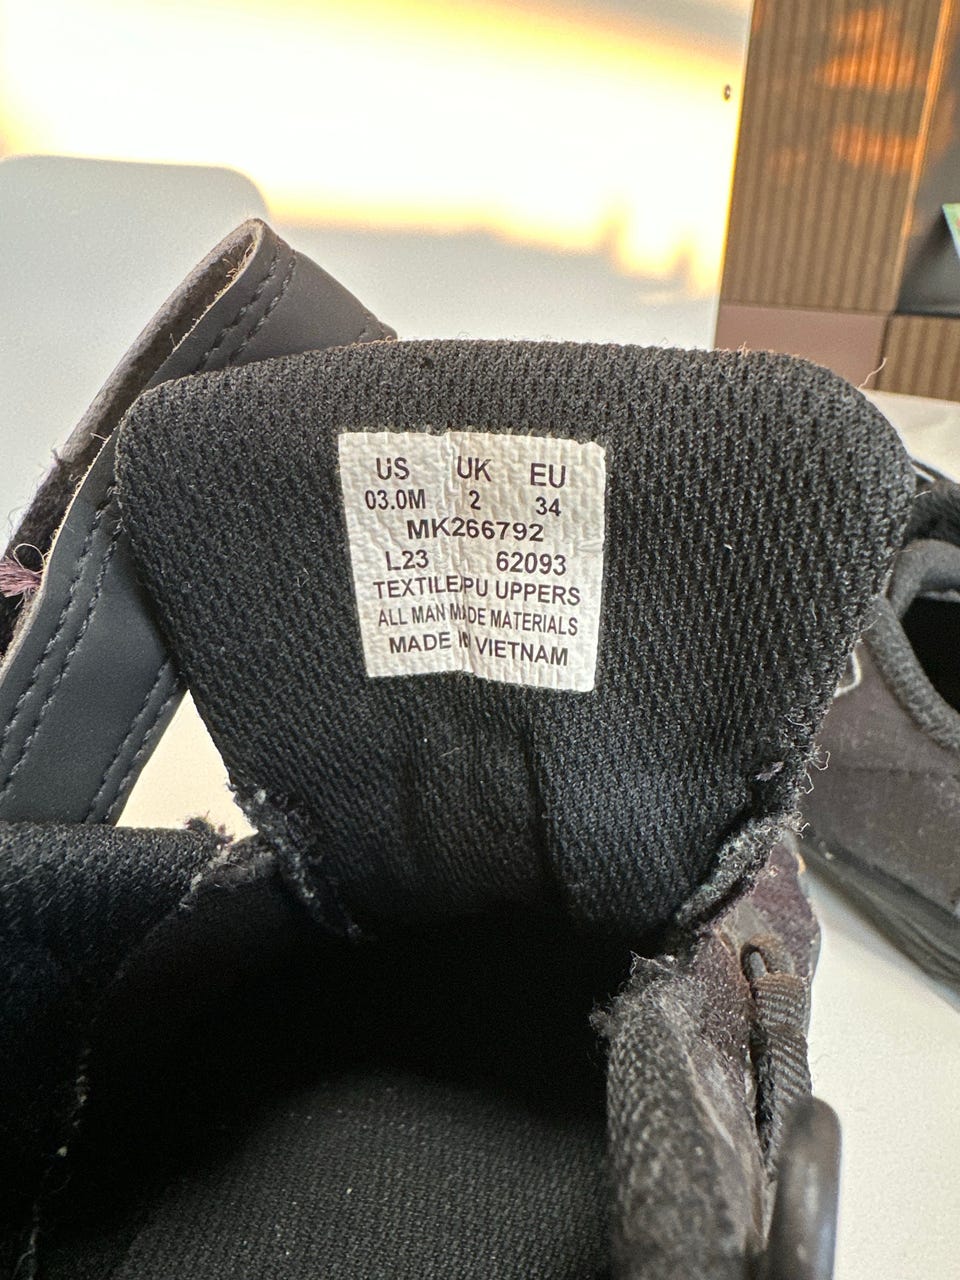 US UK EU
03.0M 2 34
MK266792
L23 62093
TEXTILE/PU UPPERS
ALL MAN MADE MATERIALS
MADE IN VIETNAM